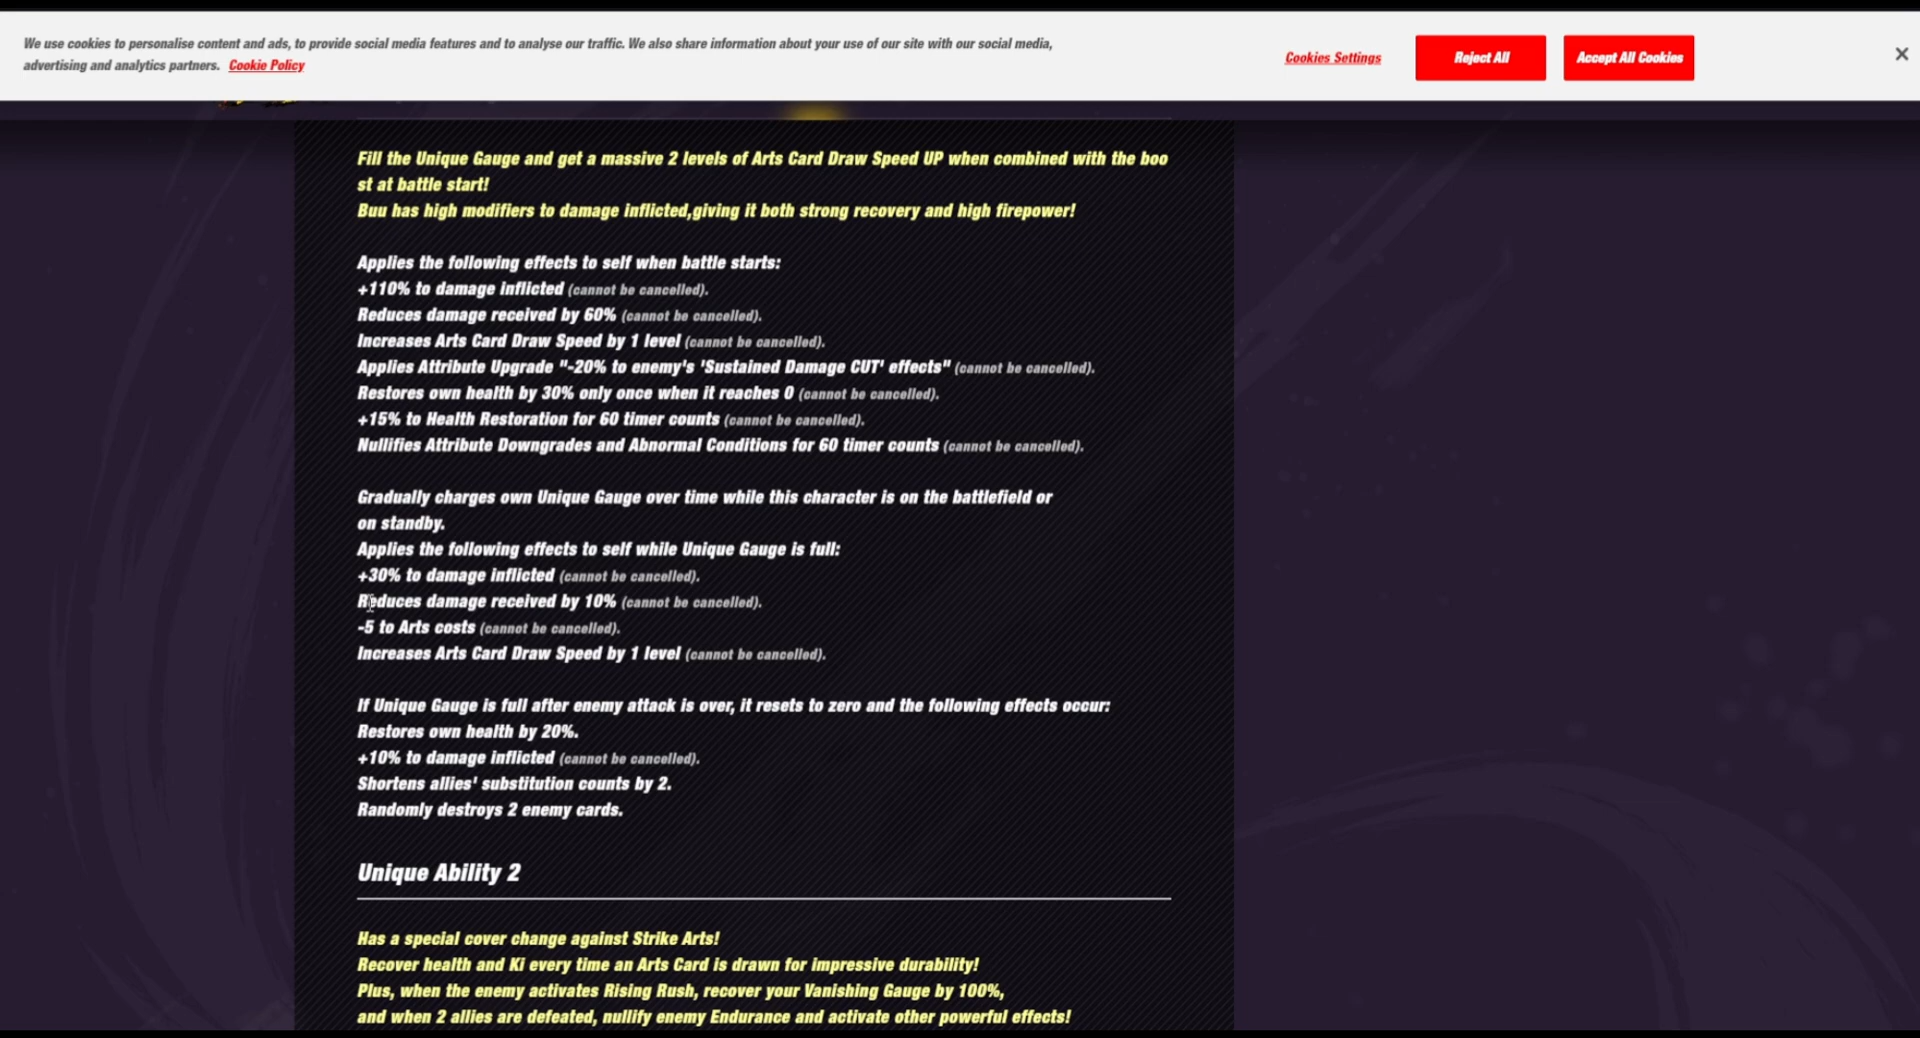 We use cookies to personalise content and ads, to provide social media features and to analyse our traffic. We also share information about your use of our site with our social media,
advertising and analytics partners. Cookie Policy
Cookies Settings
Reject All
Accept All Cookies
Fill the Unique Gauge and get a massive 2 levels of Arts Card Draw Speed UP when combined with the boo
st at battle start!
Buu has high modifiers to damage inflicted,giving it both strong recovery and high firepower!
Applies the following effects to self when battle starts:
+110% to damage inflicted (cannot be cancelled).
Reduces damage received by 60% (cannot be cancelled).
Increases Arts Card Draw Speed by 1 level (cannot be cancelled).
Applies Attribute Upgrade "-20% to enemy's 'Sustained Damage CUT' effects" (cannot be cancelled).
Restores own health by 30% only once when it reaches 0 (cannot be cancelled).
+15% to Health Restoration for 60 timer counts (cannot be cancelled).
Nullifies Attribute Downgrades and Abnormal Conditions for 60 timer counts (cannot be cancelled).
Gradually charges own Unique Gauge over time while this character is on the battlefield or
on standby.
Applies the following effects to self while Unique Gauge is full:
+30% to damage inflicted (cannot be cancelled).
Reduces damage received by 10% (cannot be cancelled).
-5 to Arts costs (cannot be cancelled).
Increases Arts Card Draw Speed by 1 level (cannot be cancelled).
If Unique Gauge is full after enemy attack is over, it resets to zero and the following effects occur:
Restores own health by 20%.
+10% to damage inflicted (cannot be cancelled).
Shortens allies' substitution counts by 2.
Randomly destroys 2 enemy cards.
Unique Ability 2
Has a special cover change against Strike Arts!
Recover health and Ki every time an Arts Card is drawn for impressive durability!
Plus, when the enemy activates Rising Rush, recover your Vanishing Gauge by 100%,
and when 2 allies are defeated, nullify enemy Endurance and activate other powerful effects!